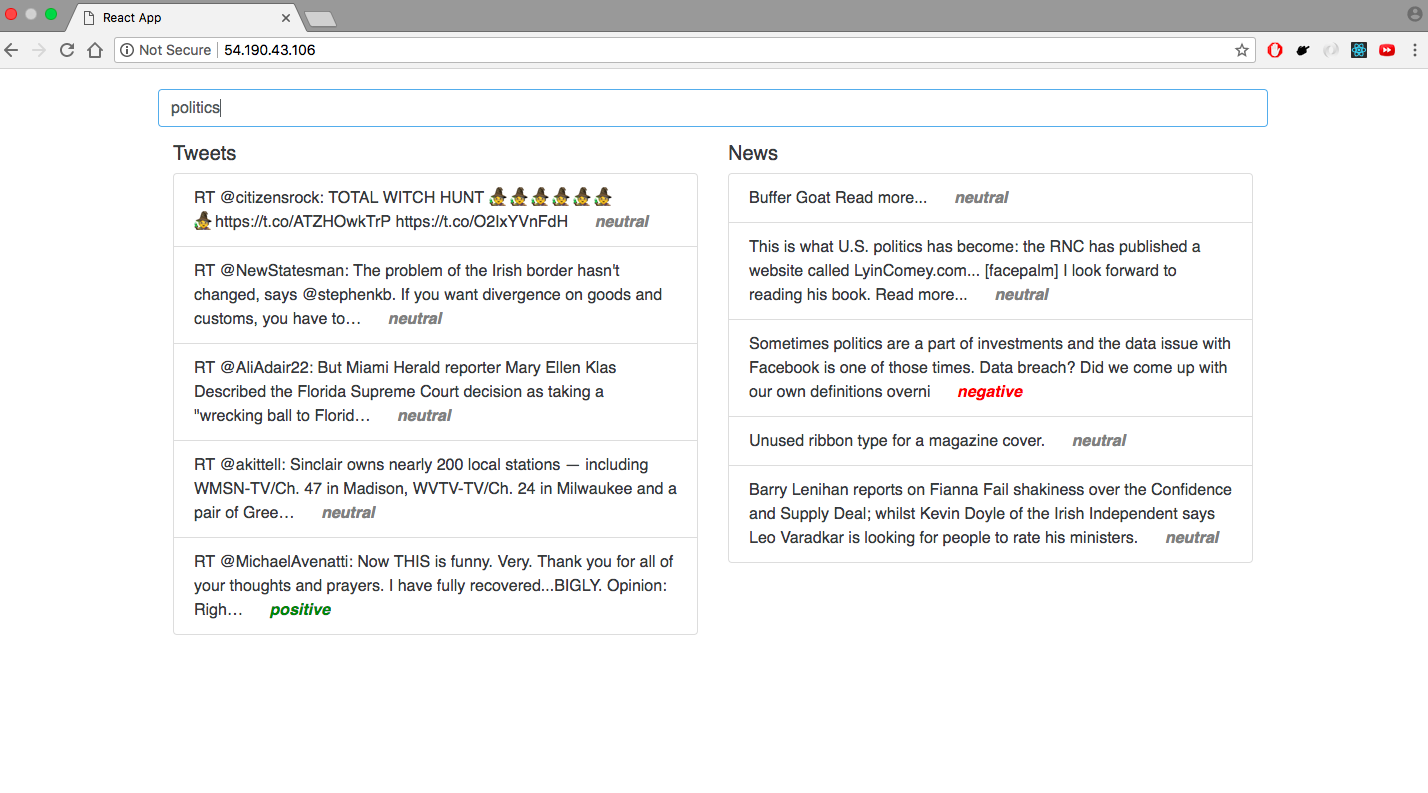 React App
Not Secure 54.190.43.106
politics
Tweets
RT @citizensrock: TOTAL WITCH HUNT 🧙🧙🧙🧙🧙🧙
🧙https://t.co/ATZHOwkTrP https://t.co/O2lxYVnFdH neutral
RT @NewStatesman: The problem of the Irish border hasn't
changed, says @stephenkb. If you want divergence on goods and
customs, you have to… neutral
RT @AliAdair22: But Miami Herald reporter Mary Ellen Klas
Described the Florida Supreme Court decision as taking a
"wrecking ball to Florid… neutral
RT @akittell: Sinclair owns nearly 200 local stations — including
WMSN-TV/Ch. 47 in Madison, WVTV-TV/Ch. 24 in Milwaukee and a
pair of Gree… neutral
RT @MichaelAvenatti: Now THIS is funny. Very. Thank you for all of
your thoughts and prayers. I have fully recovered...BIGLY. Opinion:
Righ… positive
News
Buffer Goat Read more... neutral
This is what U.S. politics has become: the RNC has published a
website called LyinComey.com... [facepalm] I look forward to
reading his book. Read more... neutral
Sometimes politics are a part of investments and the data issue with
Facebook is one of those times. Data breach? Did we come up with
our own definitions overni negative
Unused ribbon type for a magazine cover. neutral
Barry Lenihan reports on Fianna Fail shakiness over the Confidence
and Supply Deal; whilst Kevin Doyle of the Irish Independent says
Leo Varadkar is looking for people to rate his ministers. neutral